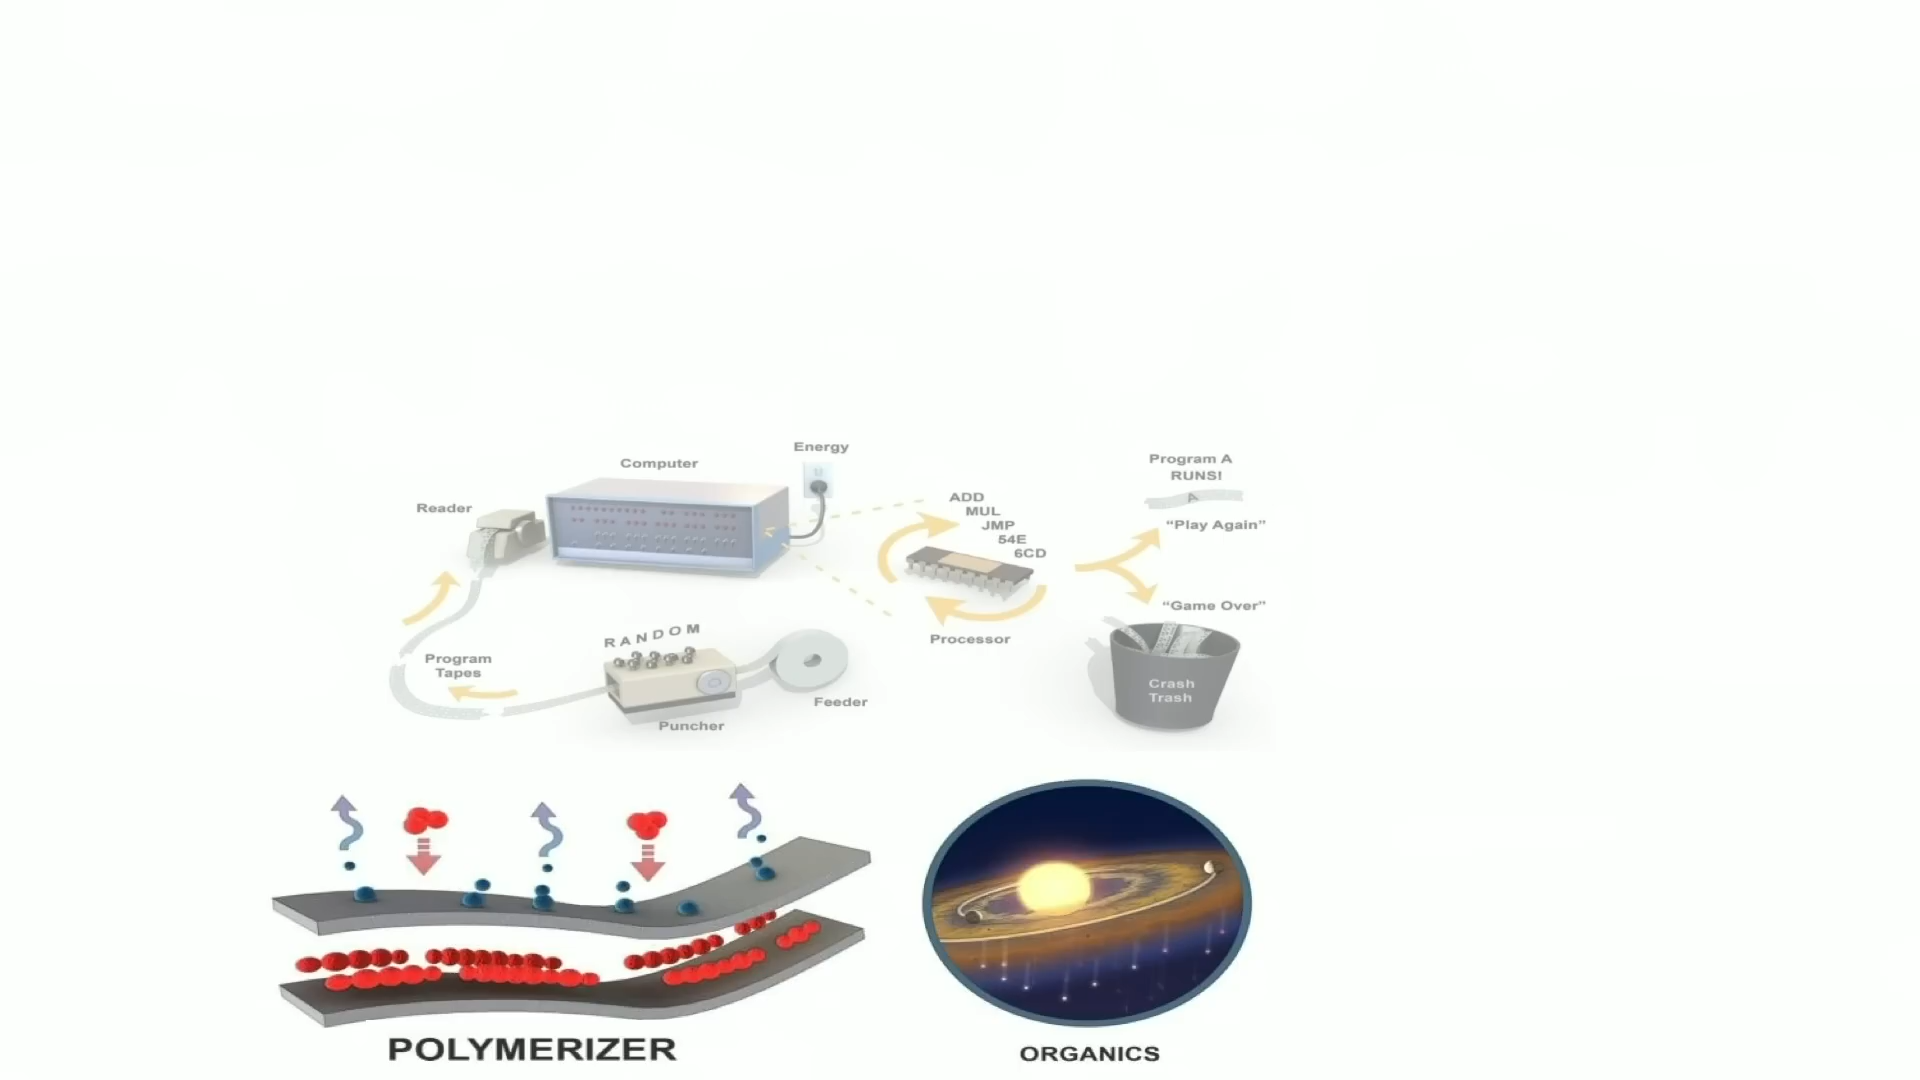 Energy
Computer
Program A
RUNS!
A
Reader
ADD
MUL
JMP
54E
6CD
"Play Again"
"Game Over"
RANDOM
Processor
Program
Tapes
Crash
Trash
Feeder
Puncher
POLYMERIZER
ORGANICS